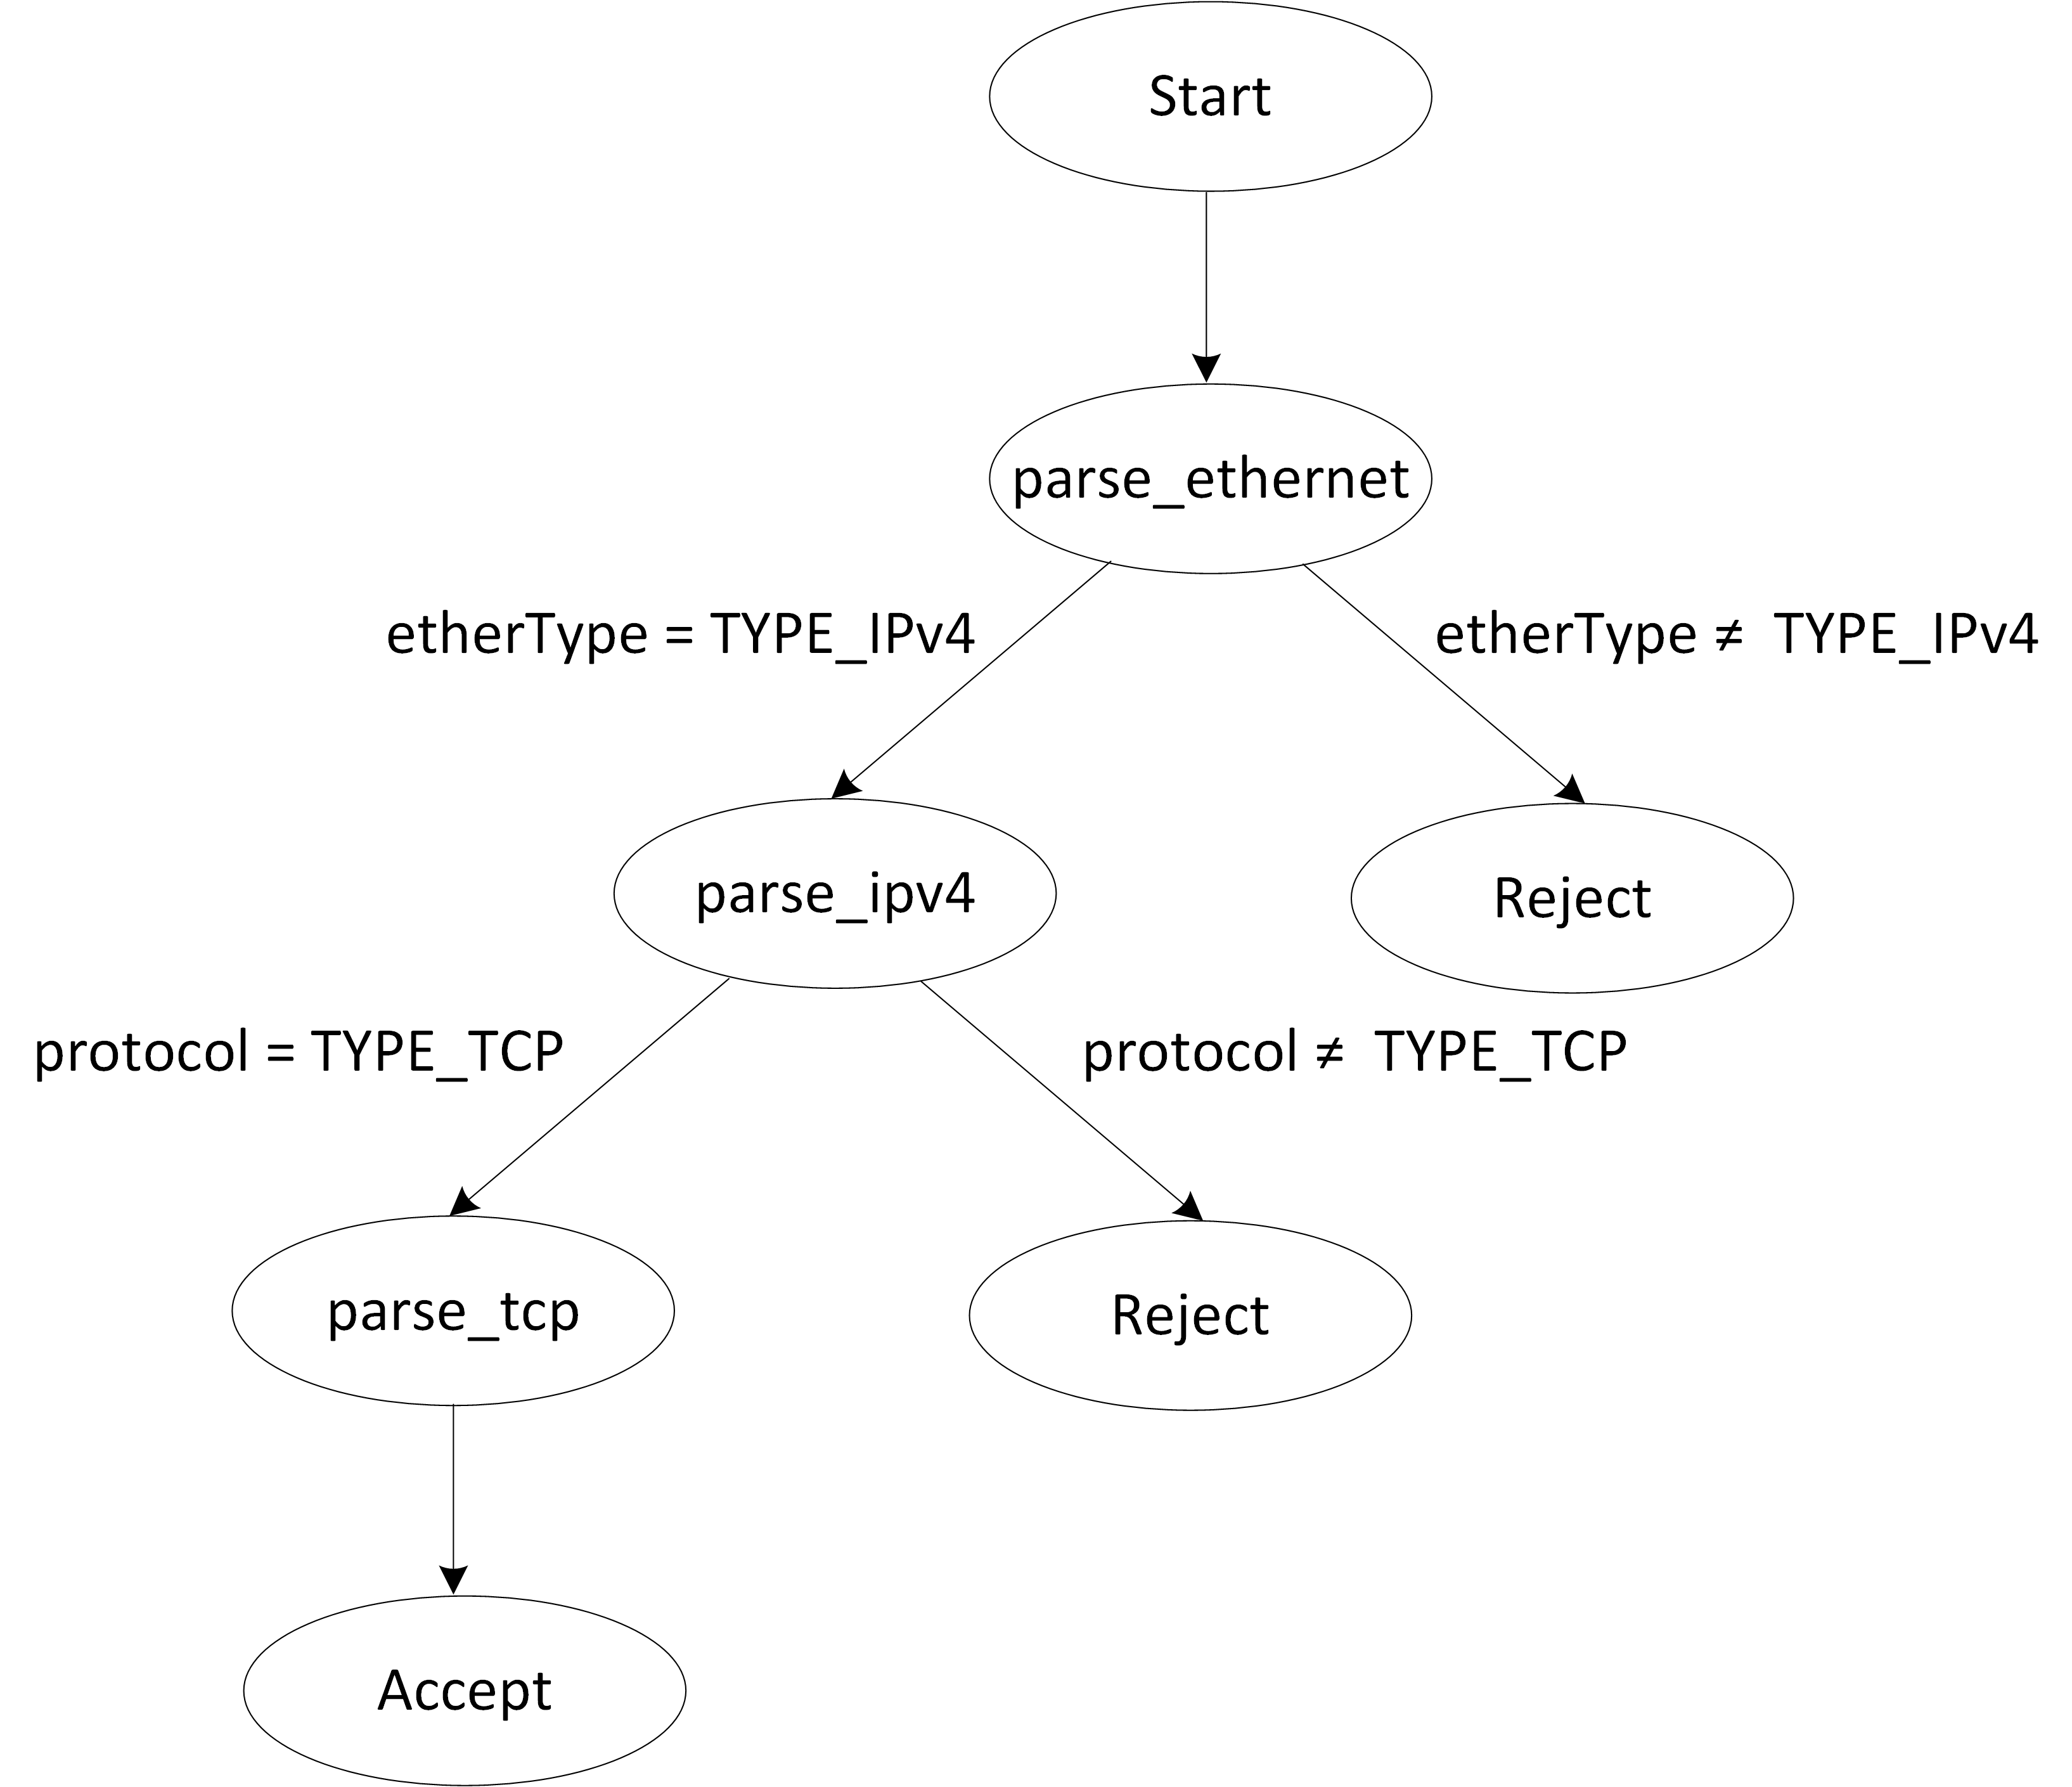 Start
parse_ethernet
etherType = TYPE_IPv4
etherType ≠ TYPE_IPv4
parse_ipv4
Reject
protocol = TYPE_TCP
protocol ≠ TYPE_TCP
parse_tcp
Reject
Accept